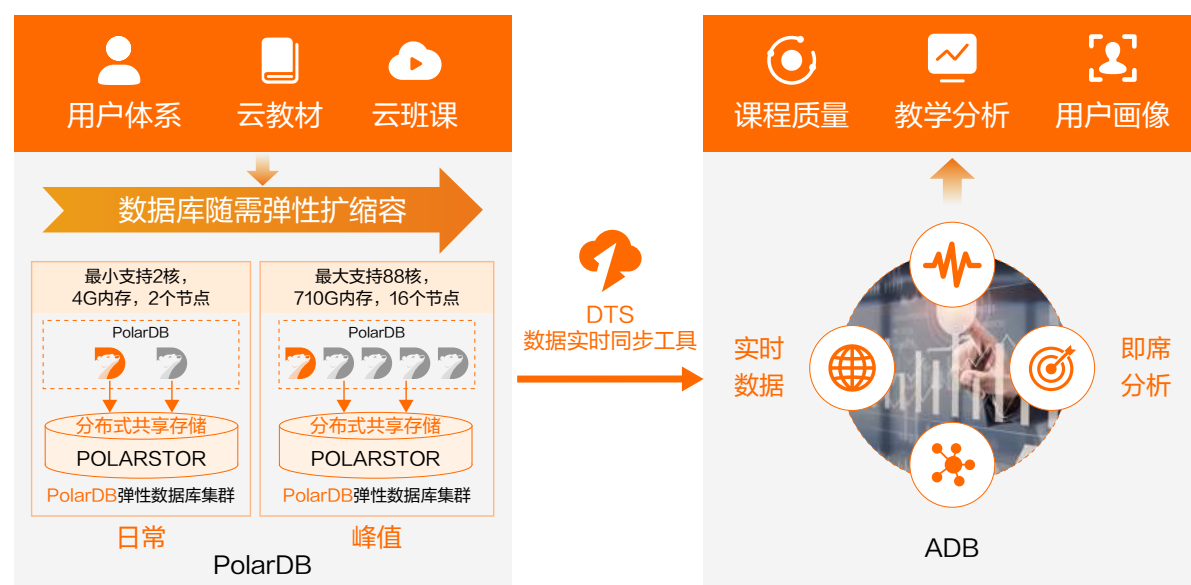 用户体系
云教材
云班课
数据库随需弹性扩缩容
最小支持2核，
4G内存，2个节点
PolarDB
分布式共享存储
POLARSTOR
PolarDB弹性数据库集群
日常
最大支持88核，
710G内存，16个节点
PolarDB
分布式共享存储
POLARSTOR
PolarDB弹性数据库集群
峰值
PolarDB
DTS
数据实时同步工具
课程质量
教学分析
用户画像
实时
数据
即席
分析
ADB